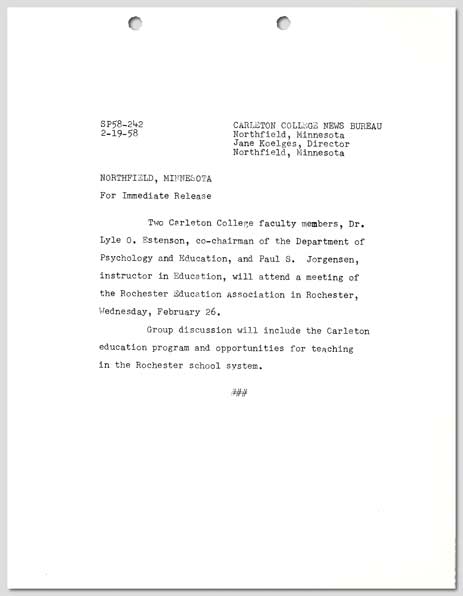 SP58-242
2-19-58
CARLETON COLLEGE NEWS BUREAU
Northfield, Minnesota
Jane Koelges, Director
Northfield, Minnesota
NORTHFIELD, MINNESOTA
For Immediate Release
Two Carleton College faculty members, Dr.
Lyle O. Estenson, co-chairman of the Department of
Psychology and Education, and Paul S. Jorgensen,
instructor in Education, will attend a meeting of
the Rochester Education Association in Rochester,
Wednesday, February 26.
Group discussion will include the Carleton
education program and opportunities for teaching
in the Rochester school system.
###